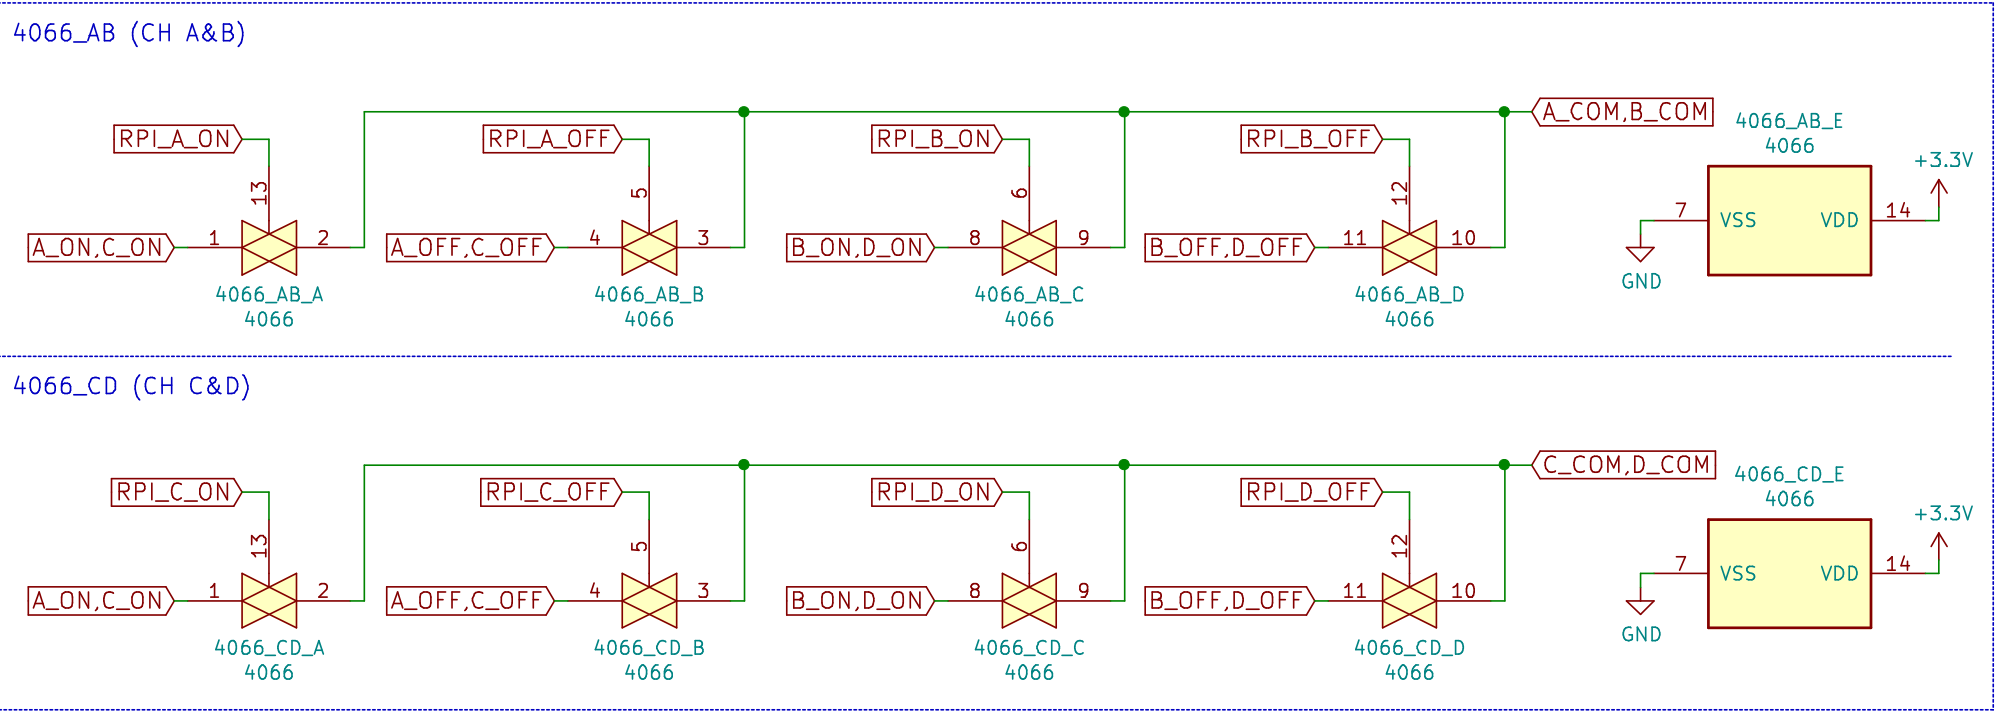 4066_AB (CH A&B)
A_COM,B_COM
4066_AB_E
4066
RPI_A_ON
RPI_A_OFF
RPI_B_ON
RPI_B_OFF
+3.3V
13
5
6
12
7
VSS
VDD
14
A_ON,C_ON
1
2
A_OFF,C_OFF
4
3
B_ON,D_ON
8
9
B_OFF,D_OFF
11
10
GND
4066_AB_A
4066
4066_AB_B
4066
4066_AB_C
4066
4066_AB_D
4066
4066_CD (CH C&D)
C_COM,D_COM
4066_CD_E
4066
RPI_C_ON
RPI_C_OFF
RPI_D_ON
RPI_D_OFF
+3.3V
13
5
6
12
7
VSS
VDD
14
A_ON,C_ON
1
2
A_OFF,C_OFF
4
3
B_ON,D_ON
8
9
B_OFF,D_OFF
11
10
GND
4066_CD_A
4066
4066_CD_B
4066
4066_CD_C
4066
4066_CD_D
4066